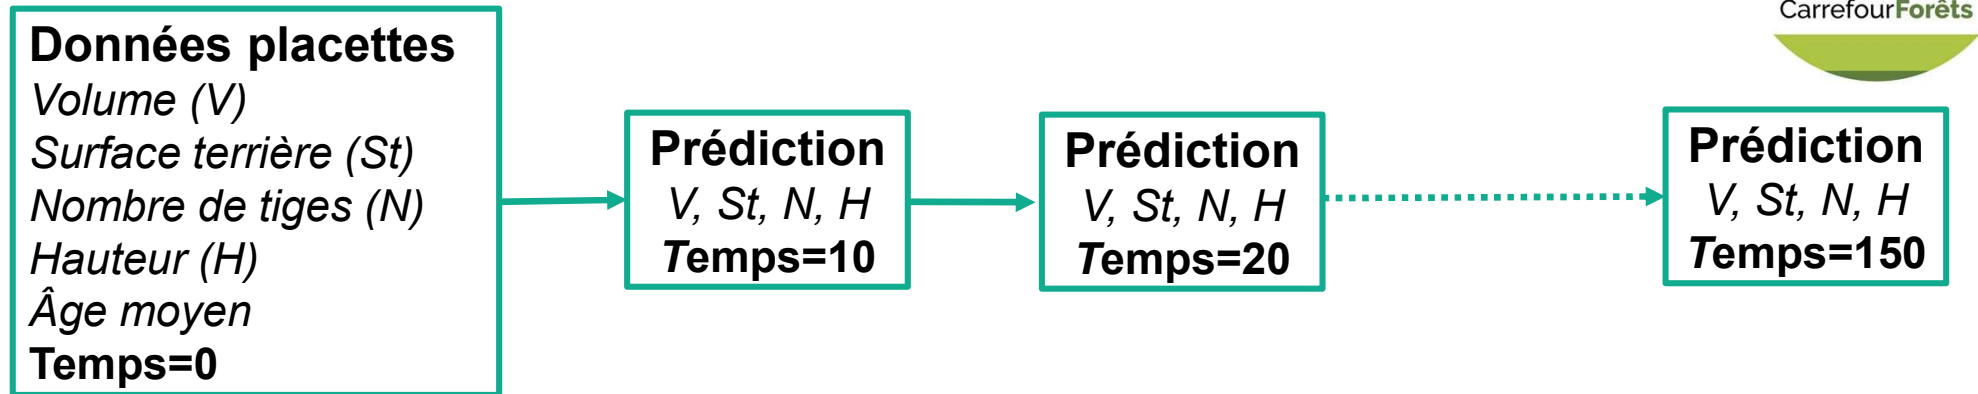 CarrefourForêts
Données placettes
Volume (V)
Surface terrière (St)
Nombre de tiges (N)
Hauteur (H)
Âge moyen
Temps=0
Prédiction
V, St, N, H
Temps=10
Prédiction
V, St, N, H
Temps=20
Prédiction
V, St, N, H
Temps=150